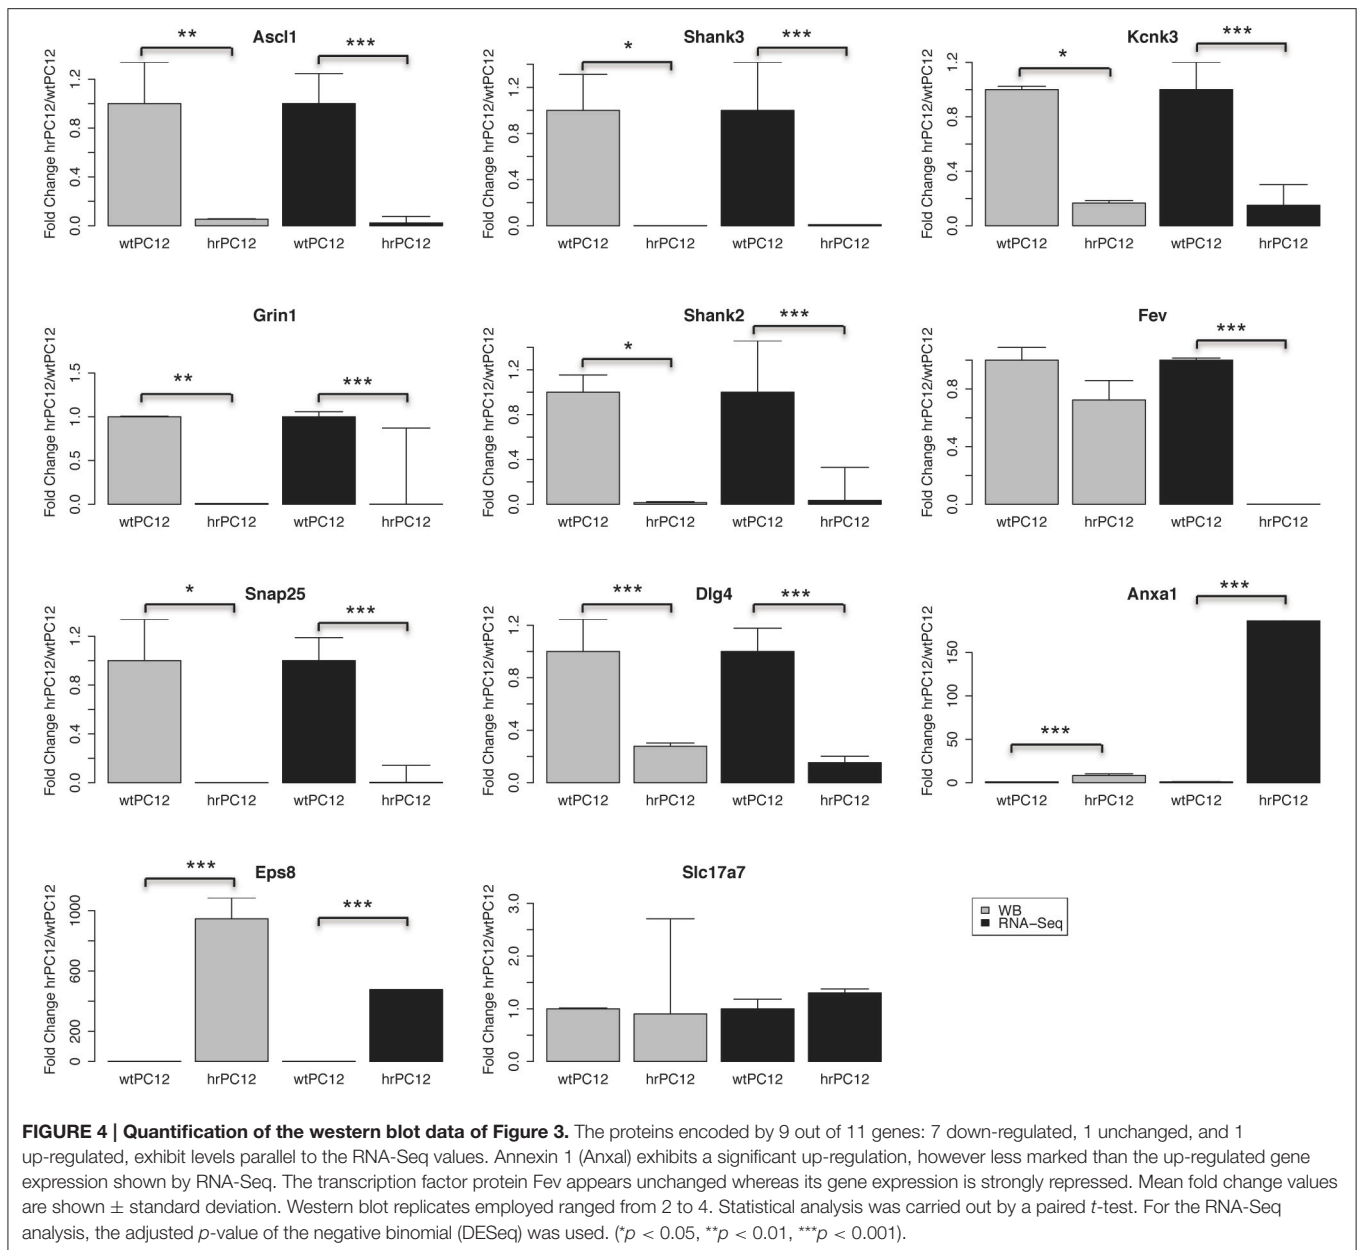 Ascl1
** ***
Fold Change hrPC12/wtPC12
0.0 0.4 0.8 1.2
wtPC12 hrPC12 wtPC12 hrPC12
Shank3
* ***
Fold Change hrPC12/wtPC12
0.0 0.4 0.8 1.2
wtPC12 hrPC12 wtPC12 hrPC12
Kcnk3
* ***
Fold Change hrPC12/wtPC12
0.0 0.4 0.8 1.2
wtPC12 hrPC12 wtPC12 hrPC12
Grin1
** ***
Fold Change hrPC12/wtPC12
0.0 0.5 1.0 1.5
wtPC12 hrPC12 wtPC12 hrPC12
Shank2
* ***
Fold Change hrPC12/wtPC12
0.0 0.4 0.8 1.2
wtPC12 hrPC12 wtPC12 hrPC12
Fev
***
Fold Change hrPC12/wtPC12
0.0 0.4 0.8
wtPC12 hrPC12 wtPC12 hrPC12
Snap25
* ***
Fold Change hrPC12/wtPC12
0.0 0.4 0.8 1.2
wtPC12 hrPC12 wtPC12 hrPC12
Dlg4
*** ***
Fold Change hrPC12/wtPC12
0.0 0.4 0.8 1.2
wtPC12 hrPC12 wtPC12 hrPC12
Anxa1
*** ***
Fold Change hrPC12/wtPC12
0 50 100 150
wtPC12 hrPC12 wtPC12 hrPC12
Eps8
*** ***
Fold Change hrPC12/wtPC12
0 200 600 1000
wtPC12 hrPC12 wtPC12 hrPC12
Slc17a7
Fold Change hrPC12/wtPC12
0.0 1.0 2.0 3.0
wtPC12 hrPC12 wtPC12 hrPC12
WB
RNA-Seq
FIGURE 4 | Quantification of the western blot data of Figure 3. The proteins encoded by 9 out of 11 genes: 7 down-regulated, 1 unchanged, and 1
up-regulated, exhibit levels parallel to the RNA-Seq values. Annexin 1 (Anxal) exhibits a significant up-regulation, however less marked than the up-regulated gene
expression shown by RNA-Seq. The transcription factor protein Fev appears unchanged whereas its gene expression is strongly repressed. Mean fold change values
are shown ± standard deviation. Western blot replicates employed ranged from 2 to 4. Statistical analysis was carried out by a paired t-test. For the RNA-Seq
analysis, the adjusted p-value of the negative binomial (DESeq) was used. (*p < 0.05, **p < 0.01, ***p < 0.001).